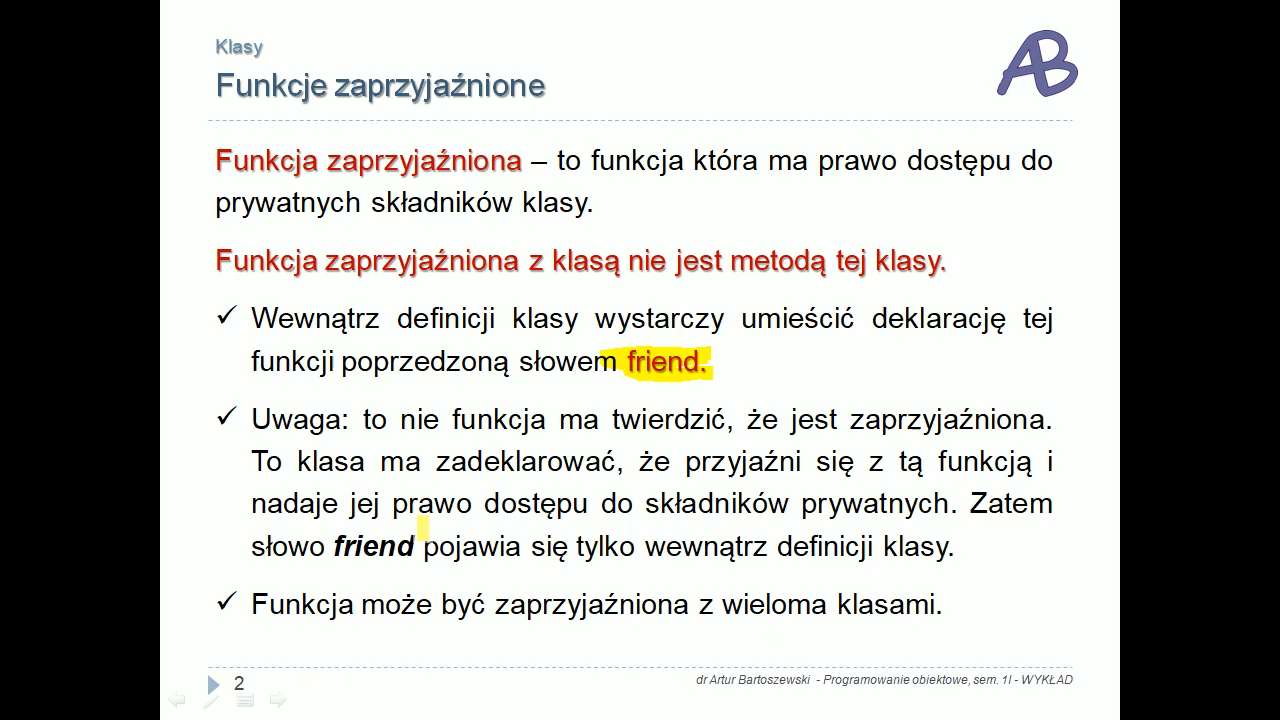 Klasy
Funkcje zaprzyjaźnione
AB
Funkcja zaprzyjaźniona – to funkcja która ma prawo dostępu do
prywatnych składników klasy.
Funkcja zaprzyjaźniona z klasą nie jest metodą tej klasy.
✓ Wewnątrz definicji klasy wystarczy umieścić deklarację tej
funkcji poprzedzoną słowem friend.
✓ Uwaga: to nie funkcja ma twierdzić, że jest zaprzyjaźniona.
To klasa ma zadeklarować, że przyjaźni się z tą funkcją i
nadaje jej prawo dostępu do składników prywatnych. Zatem
słowo friend pojawia się tylko wewnątrz definicji klasy.
✓ Funkcja może być zaprzyjaźniona z wieloma klasami.
2
dr Artur Bartoszewski - Programowanie obiektowe, sem. 1I - WYKŁAD